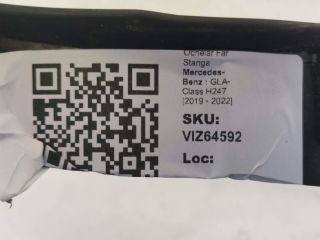 Ochelar Far
Stanga
Mercedes-
Benz : GLA-
Class H247
[2019 - 2022]
SKU:
VIZ64592
Loc: